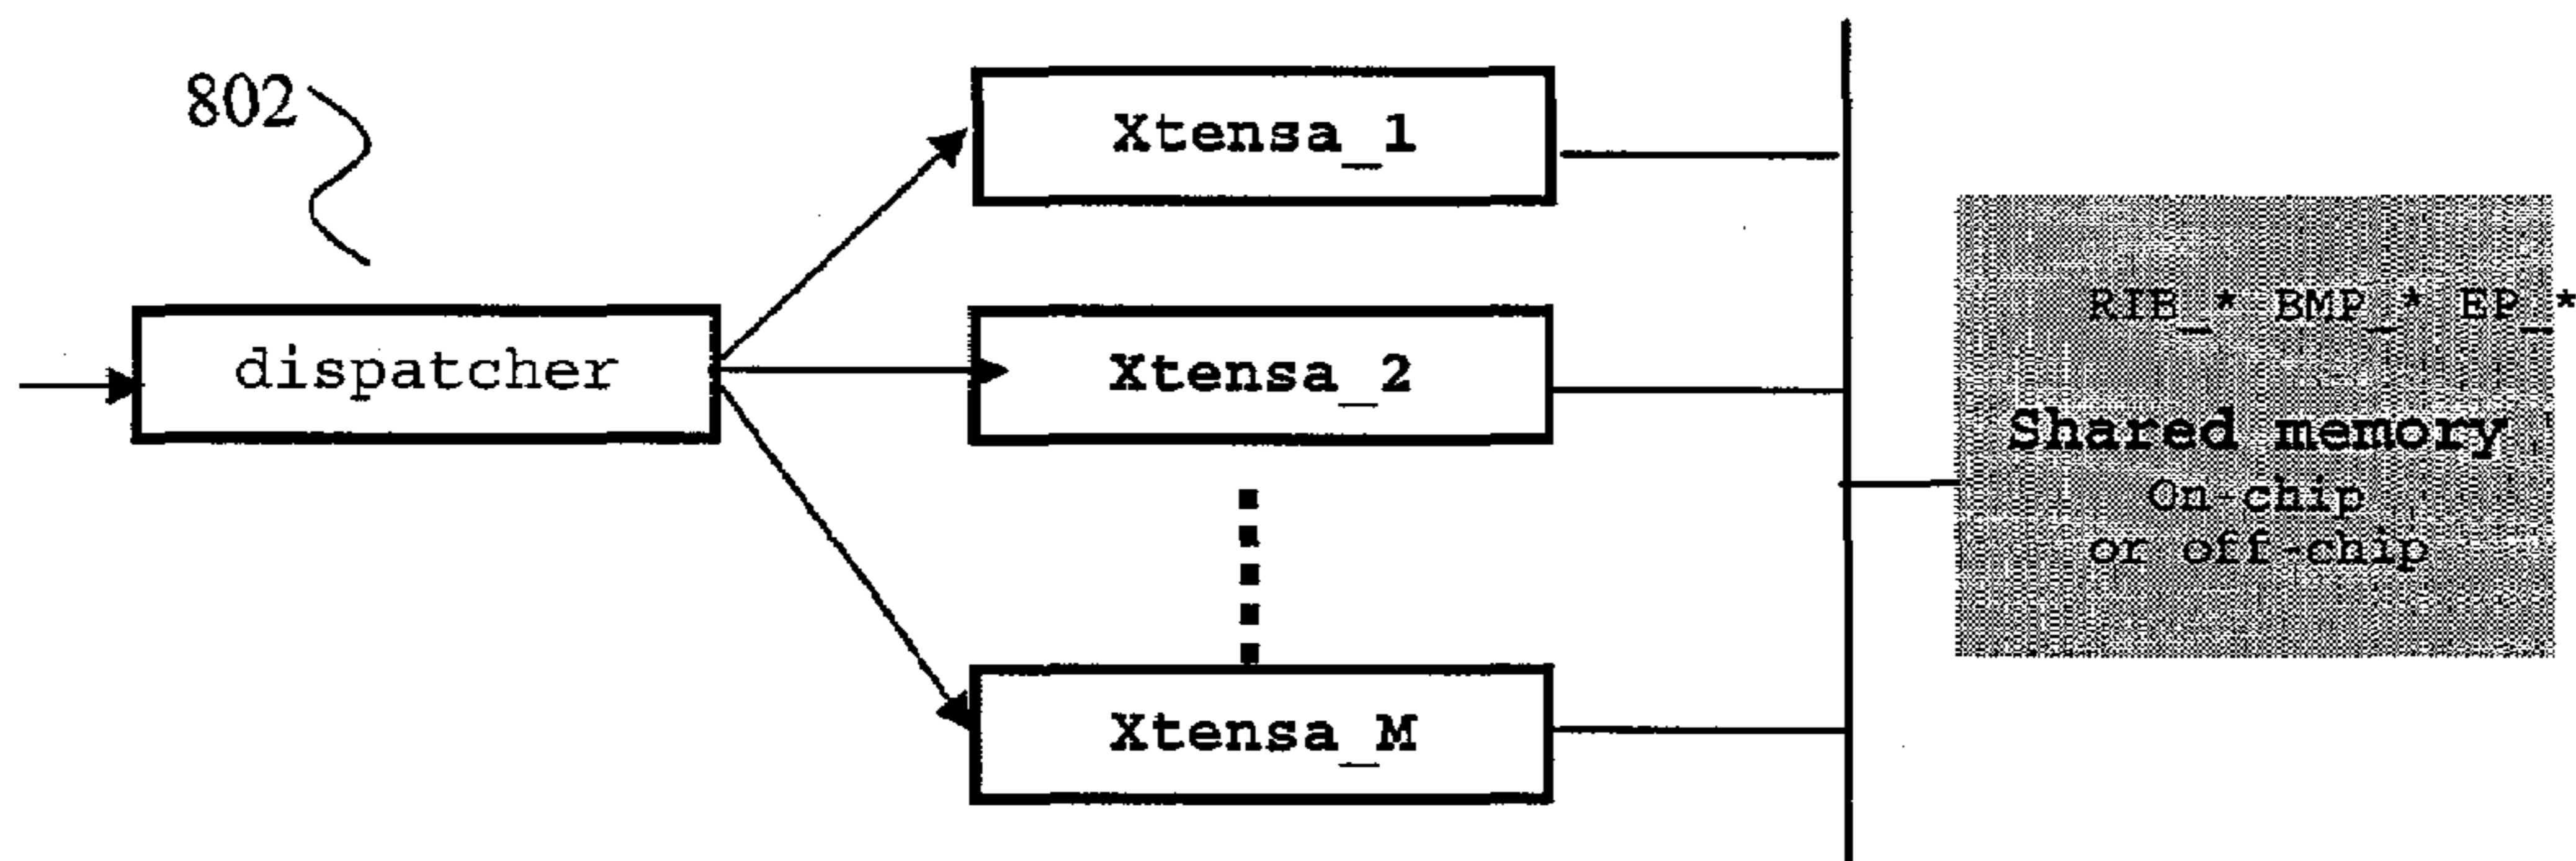 802
dispatcher
Xtensa_1
Xtensa_2
Xtensa_M
RIB_* BMP_* EP_*
Shared memory
On-chip
or off-chip